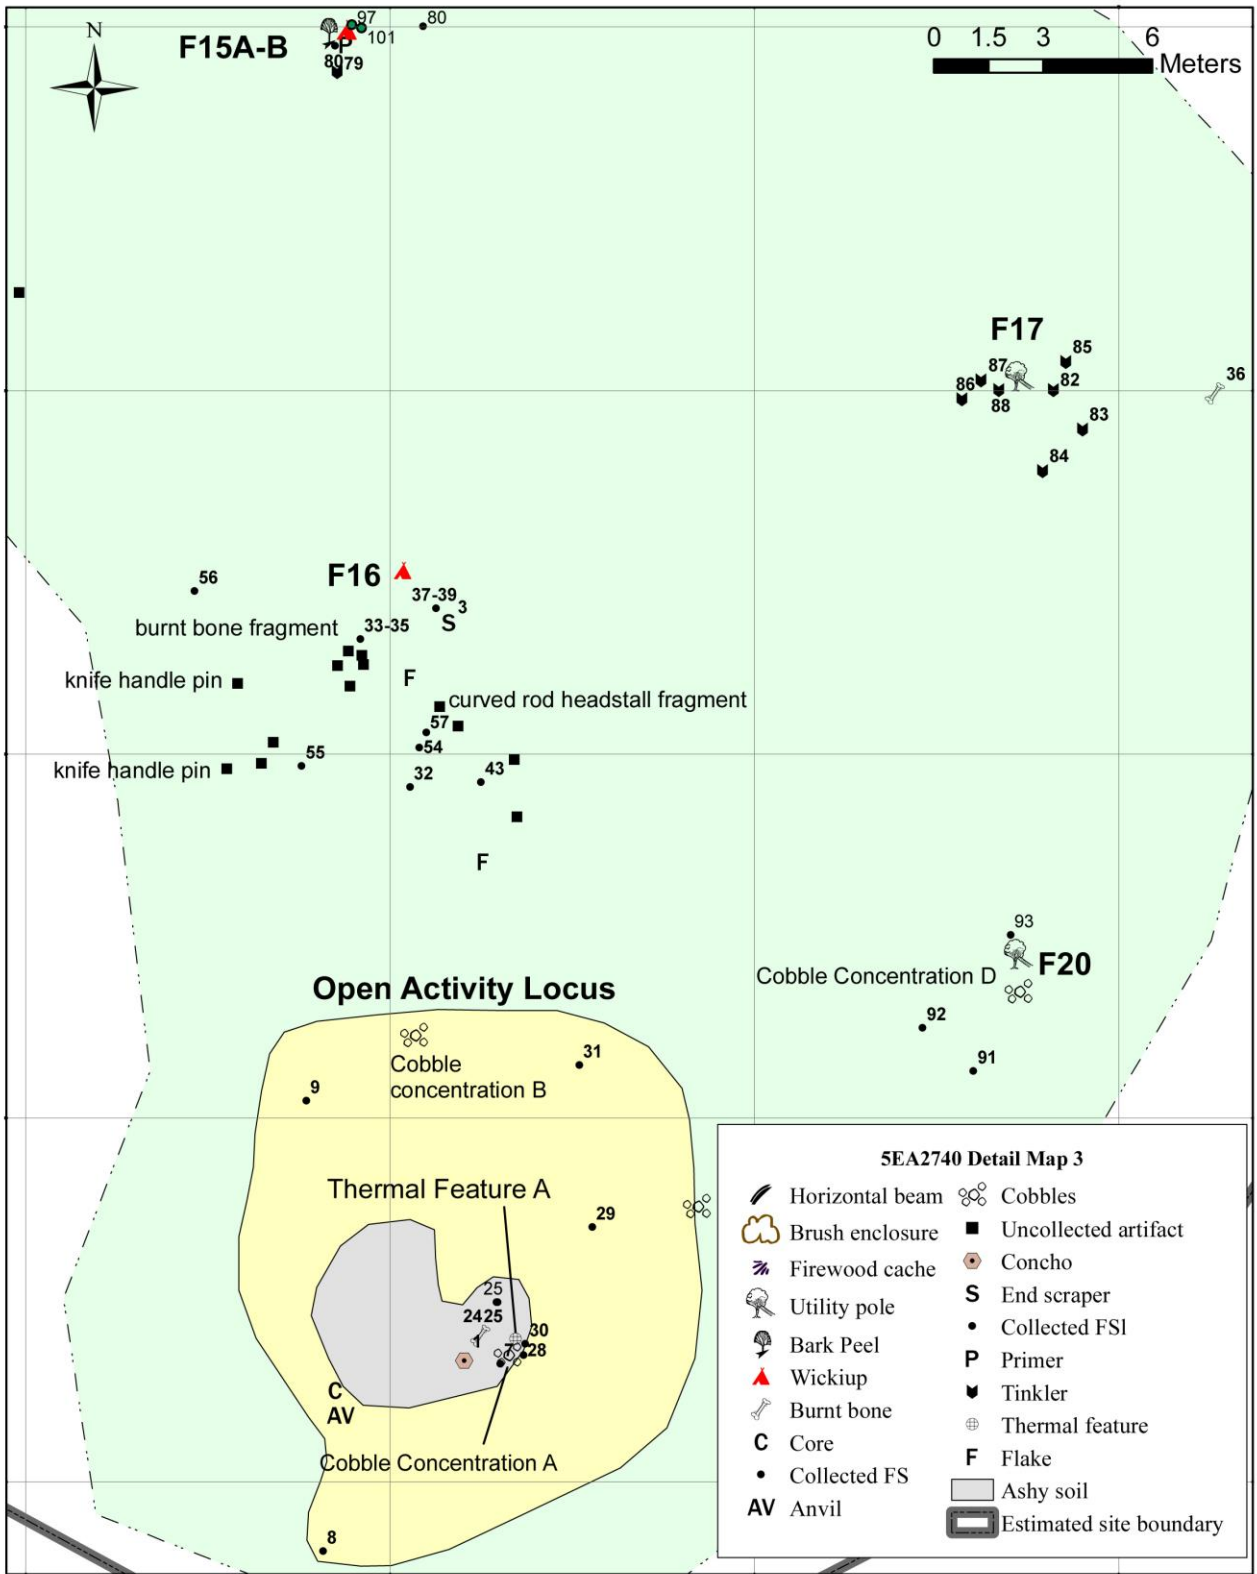 N
F15A-B
97
101
80
P
80
79
0 1.5 3 6
Meters
F17
85
87
86
82
88
83
84
36
F16
56
37-39
3
S
burnt bone fragment
33-35
knife handle pin
F
curved rod headstall fragment
57
54
55
knife handle pin
32
43
F
93
Cobble Concentration D
F20
92
91
Open Activity Locus
Cobble
concentration B
31
9
Thermal Feature A
29
25
24
25
30
7
28
C
AV
Cobble Concentration A
8
5EA2740 Detail Map 3
Horizontal beam
Brush enclosure
Firewood cache
Utility pole
Bark Peel
Wickiup
Burnt bone
C Core
Collected FS
AV Anvil
Cobbles
Uncollected artifact
Concho
S End scraper
Collected FSl
P Primer
Tinkler
Thermal feature
F Flake
Ashy soil
Estimated site boundary